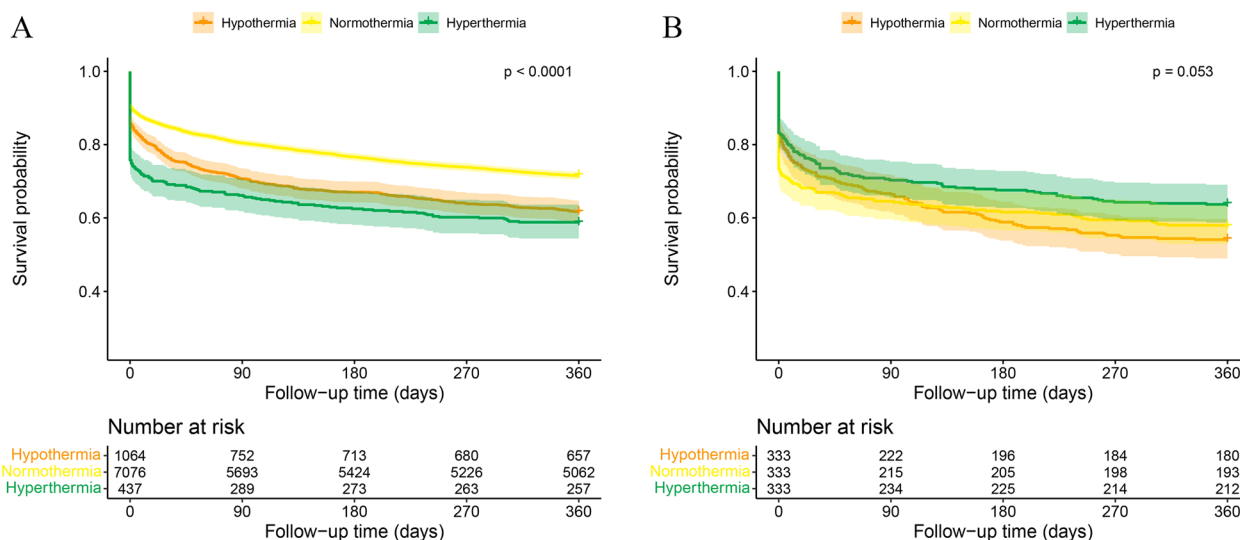 A
Hypothermia Normothermia Hyperthermia
p < 0.0001
1.0
0.8
0.6
0.4
Survival probability
0 90 180 270 360
Follow-up time (days)
Number at risk
Hypothermia 1064 752 713 680 657
Normothermia 7076 5693 5424 5226 5062
Hyperthermia 437 289 273 263 257
0 90 180 270 360
Follow-up time (days)
B
Hypothermia Normothermia Hyperthermia
p = 0.053
1.0
0.8
0.6
0.4
Survival probability
0 90 180 270 360
Follow-up time (days)
Number at risk
Hypothermia 333 222 196 184 180
Normothermia 333 215 205 198 193
Hyperthermia 333 234 225 214 212
0 90 180 270 360
Follow-up time (days)